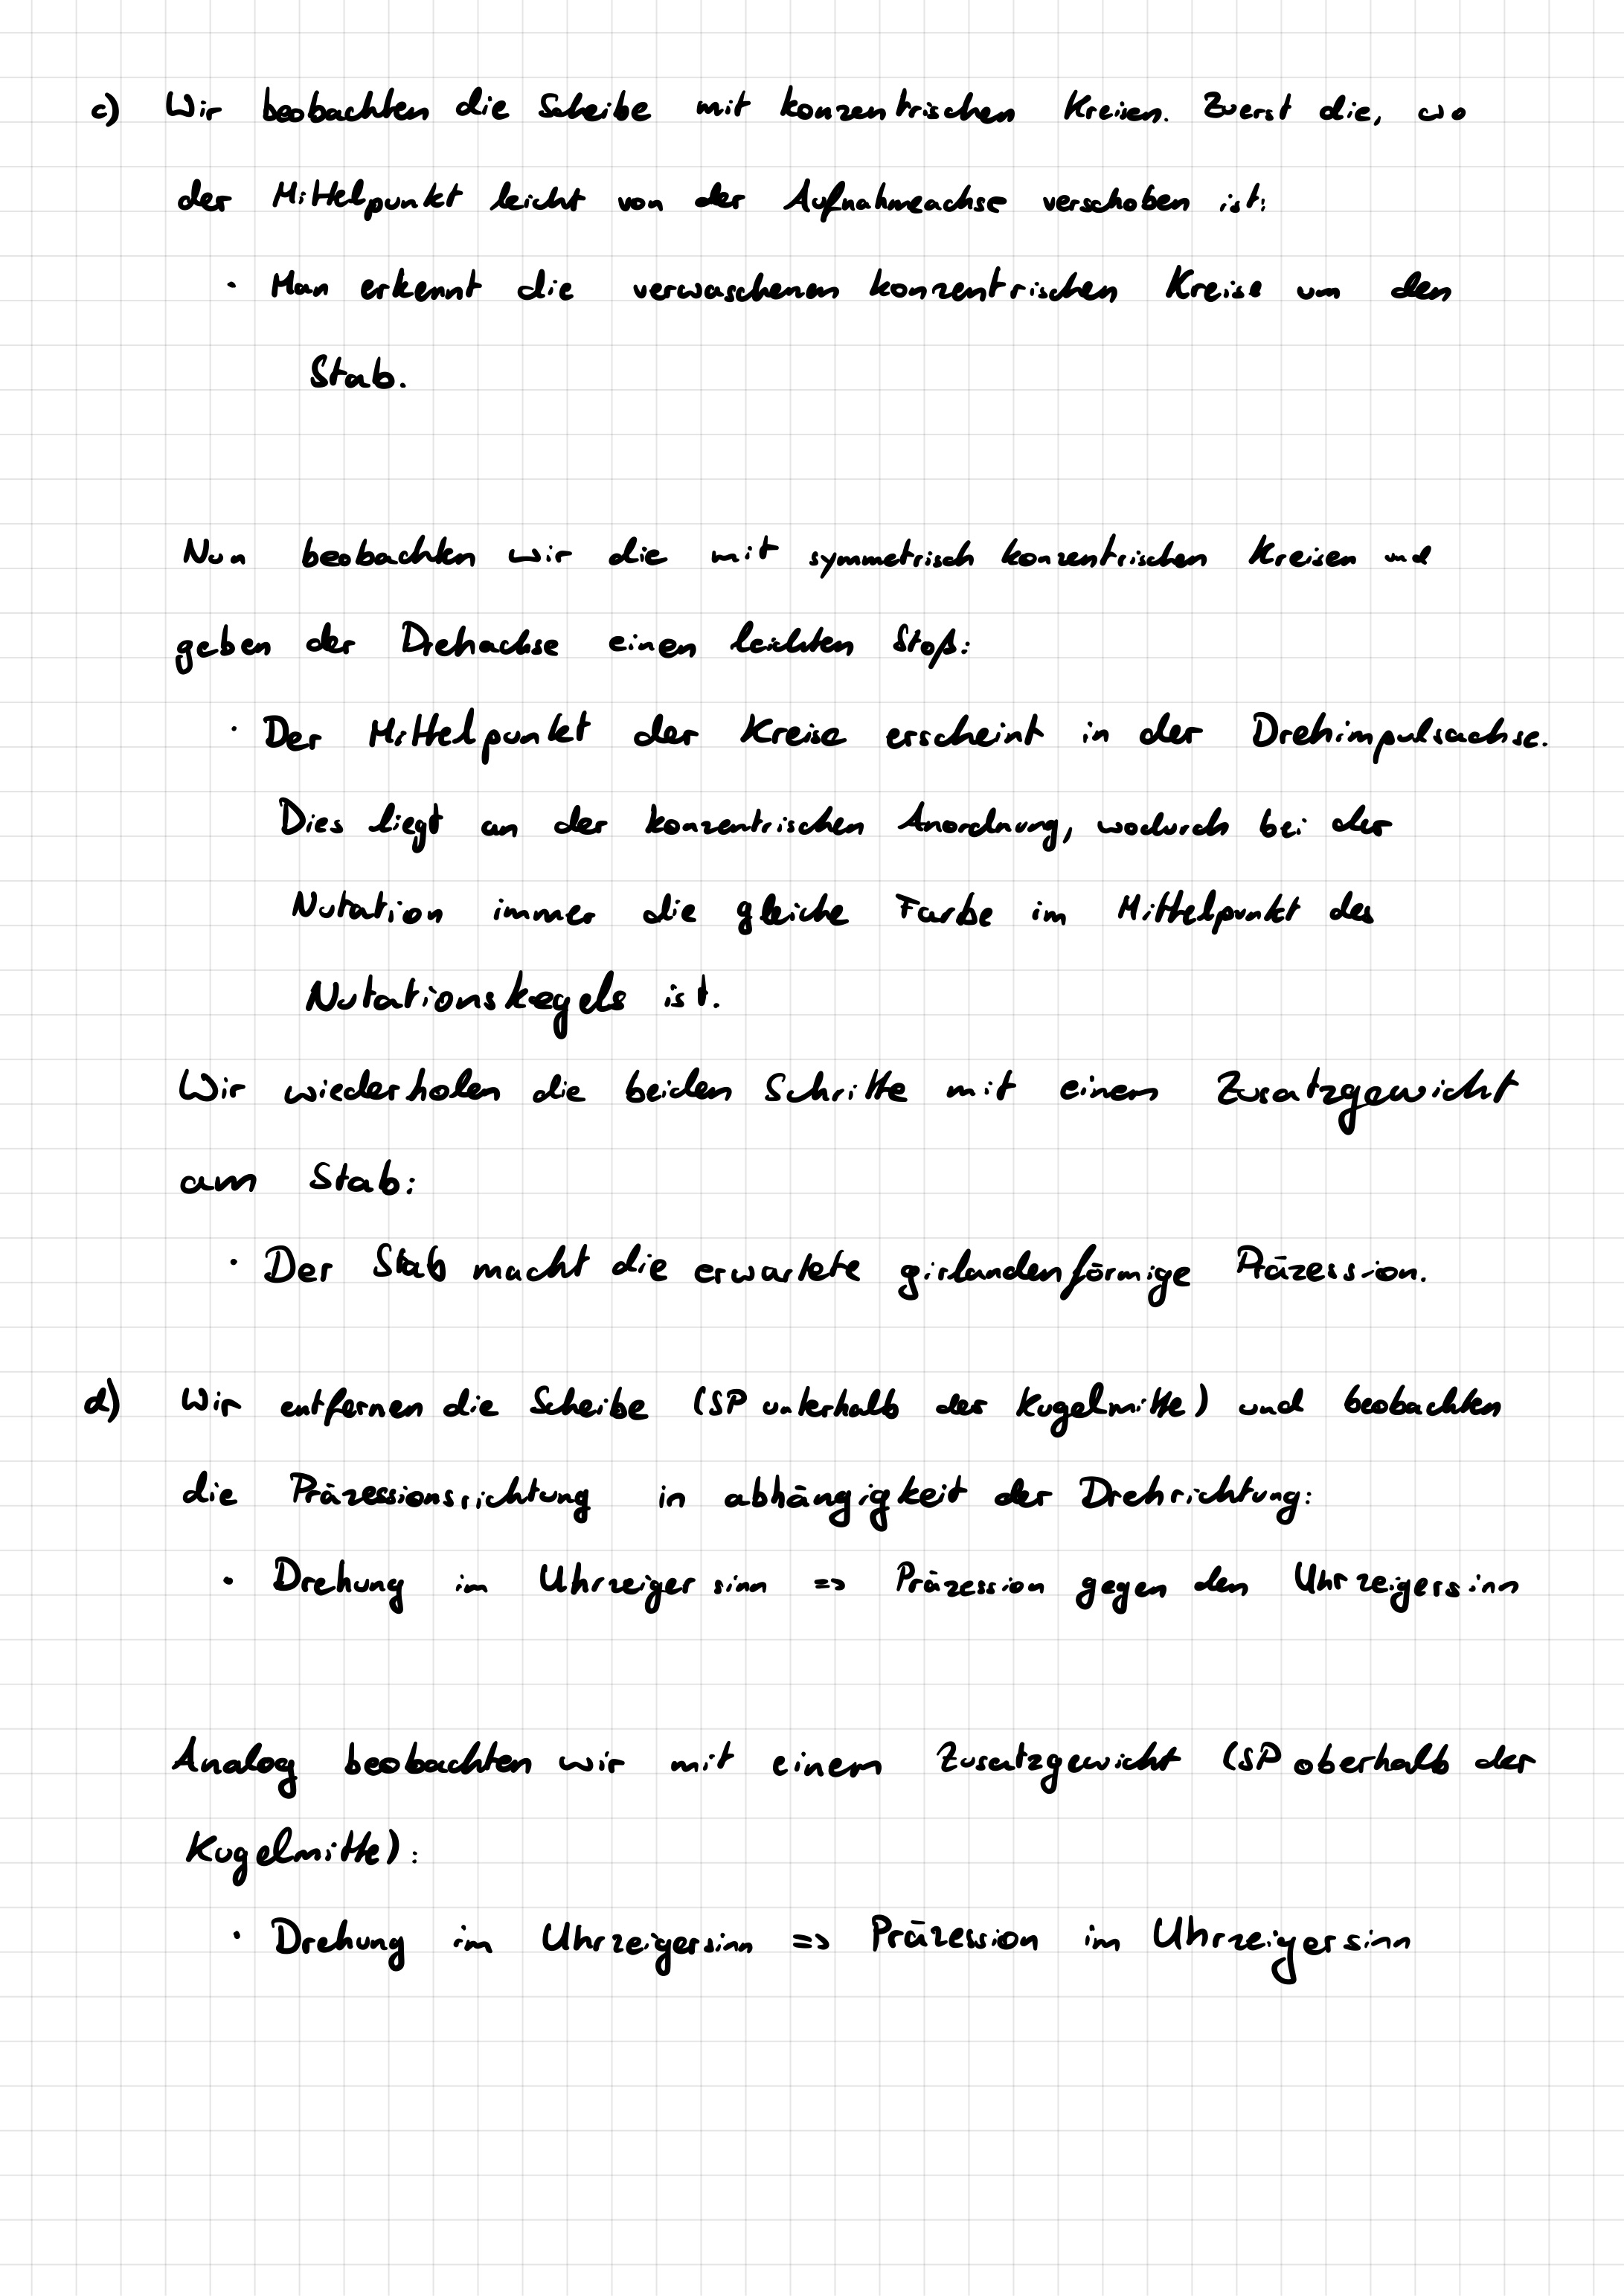 c) Wir beobachten die Scheibe mit konzentrischen Kreisen. Zuerst die, wo
der Mittelpunkt leicht von der Aufnahmeachse verschoben ist:
· Man erkennt die verwaschenen konzentrischen Kreise um den
Stab.
Nun beobachten wir die mit symmetrisch konzentrischen Kreisen und
geben der Drehachse einen leichten Stoß:
· Der Mittelpunkt der Kreise erscheint in der Drehimpulsachse.
Dies liegt an der konzentrischen Anordnung, wodurch bei der
Nutation immer die gleiche Farbe im Mittelpunkt des
Nutationskegels ist.
Wir wiederholen die beiden Schritte mit einem Zusatzgewicht
am Stab:
· Der Stab macht die erwartete girlandenförmige Präzession.
d) Wir entfernen die Scheibe (SP unterhalb der Kugelmitte) und beobachten
die Präzessionsrichtung in abhängigkeit der Drehrichtung:
· Drehung im Uhrzeigersinn => Präzession gegen den Uhrzeigersinn
Analog beobachten wir mit einem Zusatzgewicht (SP oberhalb der
Kugelmitte):
· Drehung im Uhrzeigersinn => Präzession im Uhrzeigersinn